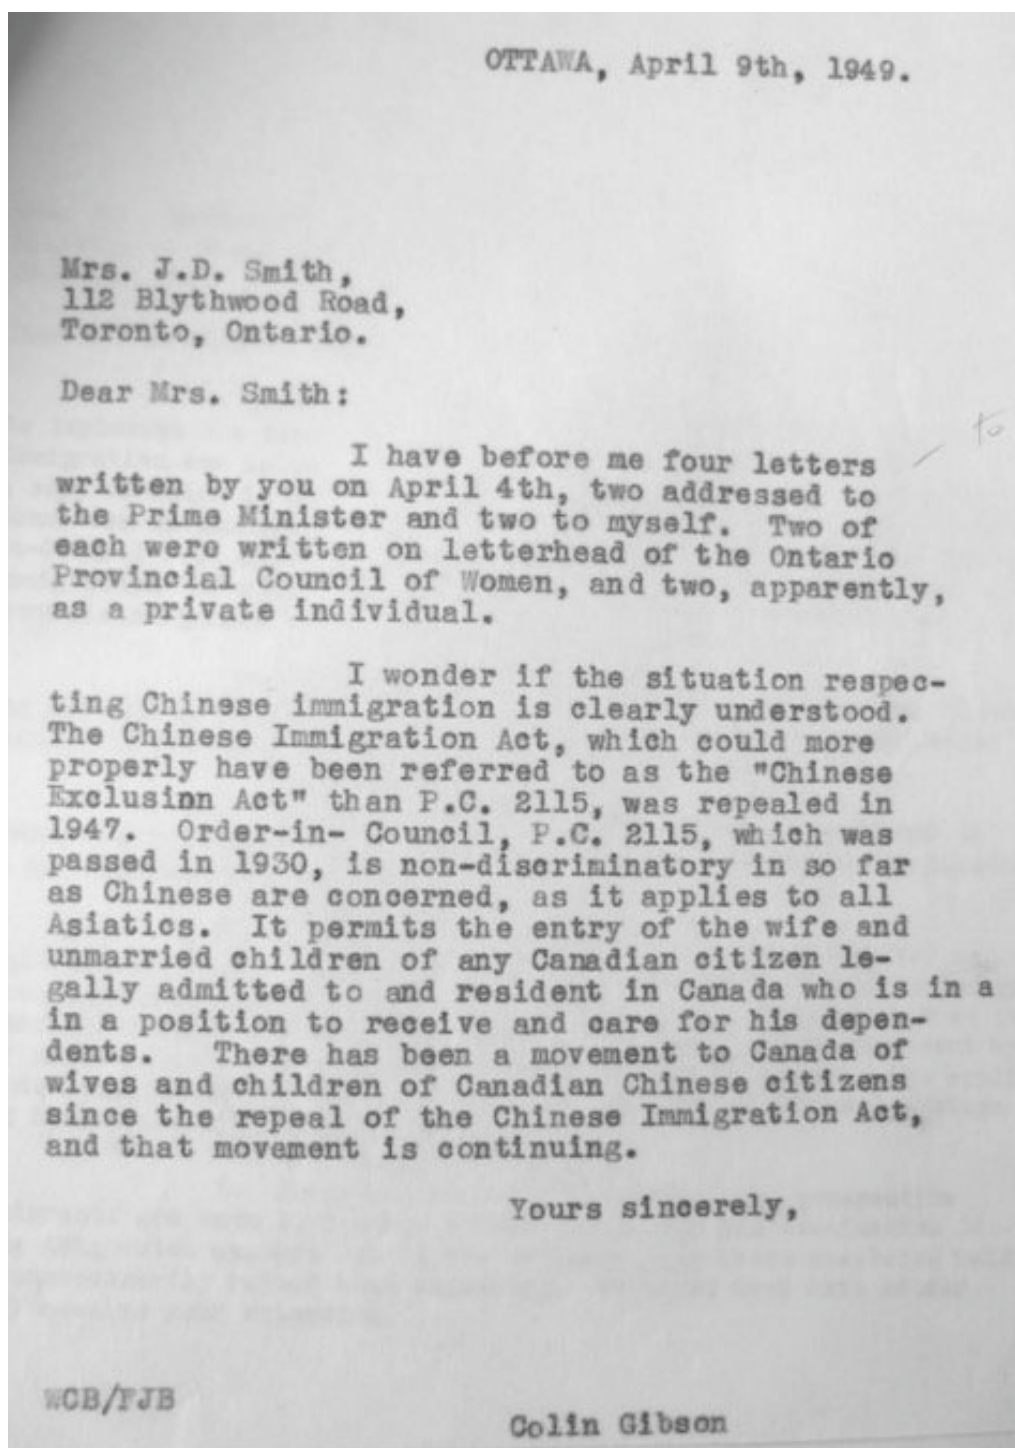 OTTAWA, April 9th, 1949.
Mrs. J.D. Smith,
112 Blythwood Road,
Toronto, Ontario.
Dear Mrs. Smith:
to
I have before me four letters
written by you on April 4th, two addressed to
the Prime Minister and two to myself. Two of
each were written on letterhead of the Ontario
Provincial Council of Women, and two, apparently,
as a private individual.
I wonder if the situation respec-
ting Chinese immigration is clearly understood.
The Chinese Immigration Act, which could more
properly have been referred to as the "Chinese
Exclusion Act" than P.C. 2115, was repealed in
1947. Order-in- Council, P.C. 2115, which was
passed in 1930, is non-discriminatory in so far
as Chinese are concerned, as it applies to all
Asiatics. It permits the entry of the wife and
unmarried children of any Canadian citizen le-
gally admitted to and resident in Canada who is in a
in a position to receive and care for his depen-
dents. There has been a movement to Canada of
wives and children of Canadian Chinese citizens
since the repeal of the Chinese Immigration Act,
and that movement is continuing.
Yours sincerely,
WCB/FJB
Colin Gibson